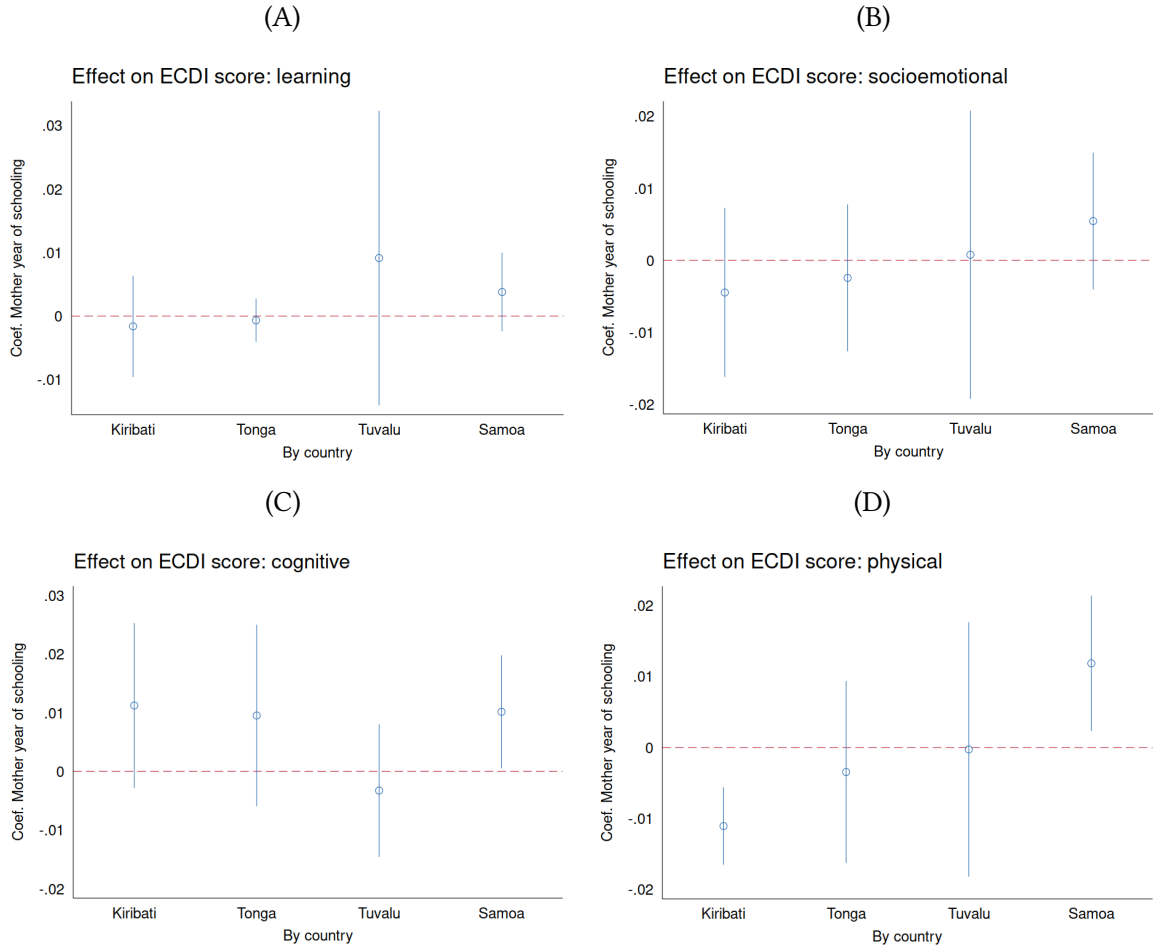 (A)
Effect on ECDI score: learning
Coef. Mother year of schooling
.03
.02
.01
0
-.01
Kiribati Tonga Tuvalu Samoa
By country
(B)
Effect on ECDI score: socioemotional
Coef. Mother year of schooling
.02
.01
0
-.01
-.02
Kiribati Tonga Tuvalu Samoa
By country
(C)
Effect on ECDI score: cognitive
Coef. Mother year of schooling
.03
.02
.01
0
-.01
-.02
Kiribati Tonga Tuvalu Samoa
By country
(D)
Effect on ECDI score: physical
Coef. Mother year of schooling
.02
.01
0
-.01
-.02
Kiribati Tonga Tuvalu Samoa
By country